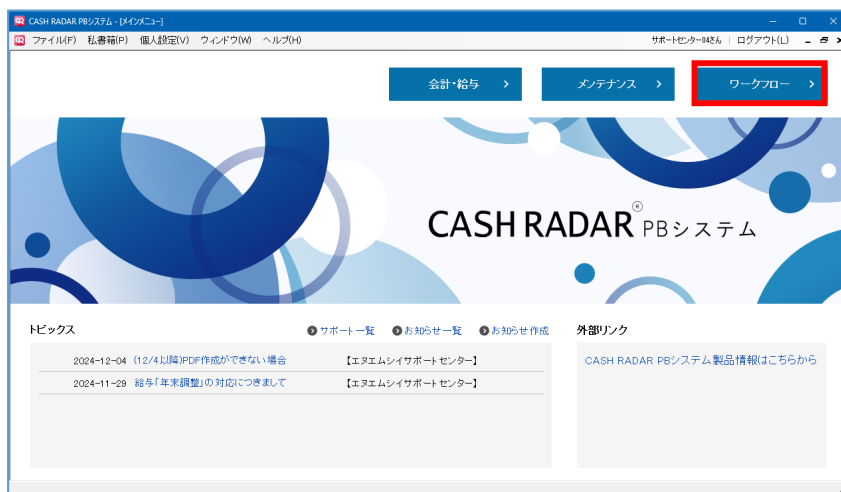 CASH RADAR PBシステム - [メインメニュー]
ファイル(F) 私書箱(P) 個人設定(V) ウィンドウ(W) ヘルプ(H) サポートセンター04さん ログアウト(L)
会計・給与 メンテナンス ワークフロー
CASH RADAR® PBシステム
トピックス サポート一覧 お知らせ一覧 お知らせ作成 外部リンク
2024-12-04 (12/4以降)PDF作成ができない場合 【エヌエムシイサポートセンター】 CASH RADAR PBシステム製品情報はこちらから
2024-11-29 給与「年末調整」の対応につきまして 【エヌエムシイサポートセンター】